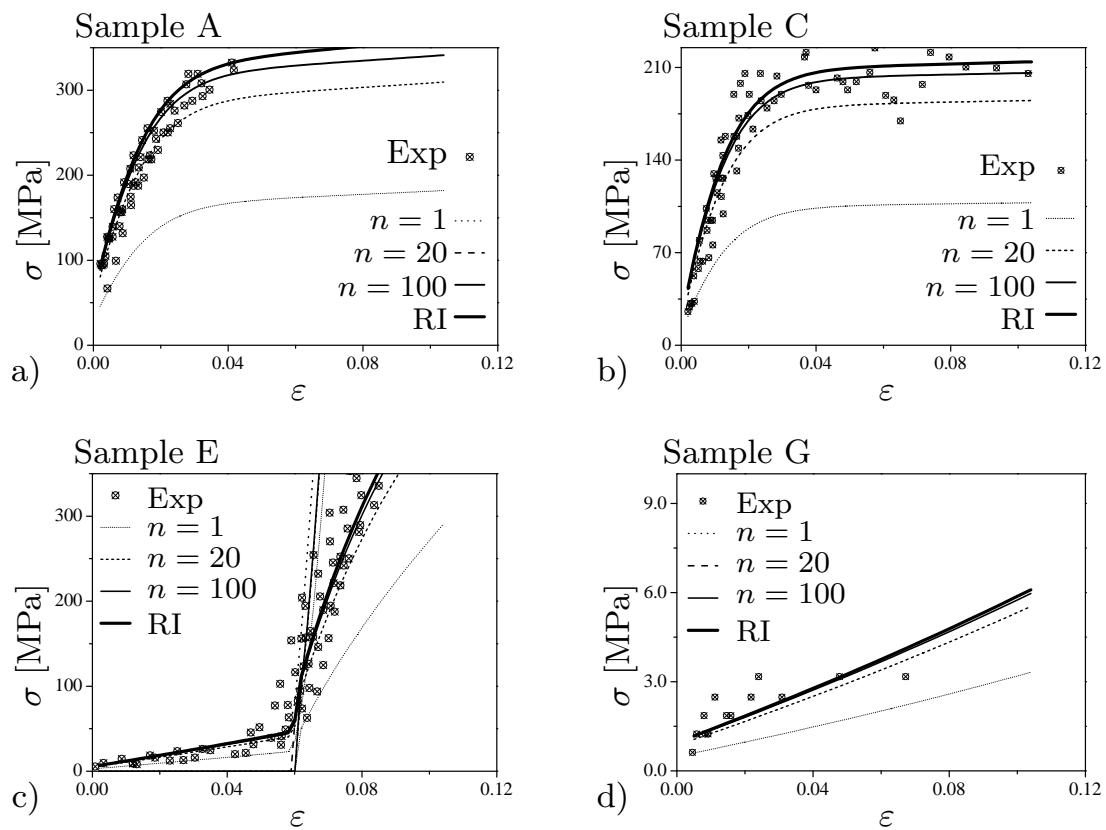 Sample A
300
200
100
0
0.00 0.04 0.08 0.12
σ [MPa]
ε
Exp
n = 1
n = 20
n = 100
RI
a)
Sample C
210
140
70
0
0.00 0.04 0.08 0.12
σ [MPa]
ε
Exp
n = 1
n = 20
n = 100
RI
b)
Sample E
300
200
100
0
0.00 0.04 0.08 0.12
σ [MPa]
ε
Exp
n = 1
n = 20
n = 100
RI
c)
Sample G
9.0
6.0
3.0
0.0
0.00 0.04 0.08 0.12
σ [MPa]
ε
Exp
n = 1
n = 20
n = 100
RI
d)